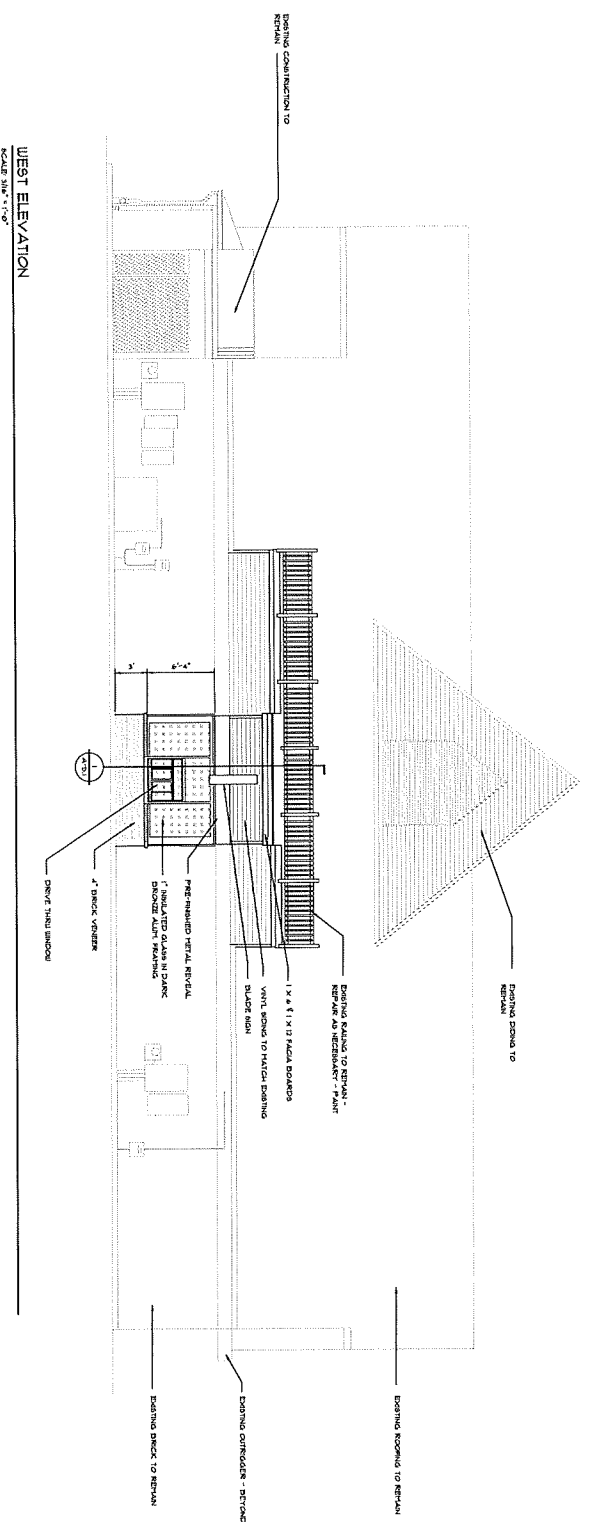 EXISTING CONSTRUCTION TO
REMAIN
EXISTING SIDING TO
REMAIN
EXISTING ROOFING TO REMAIN
EXISTING RAILING TO REMAIN -
REPAIR AS NECESSARY - PAINT
1 X 6 & 1 X 12 FACIA BOARDS
VINYL SIDING TO MATCH EXISTING
BLADE SIGN
PRE-FINISHED METAL REVEAL
1" INSULATED GLASS IN DARK
BRONZE ALUM. FRAMING
4" BRICK VENEER
DRIVE THRU WINDOW
EXISTING OUTRIGGER - BEYOND
EXISTING BRICK TO REMAIN
6'-4"
3'
1
WEST ELEVATION
SCALE: 3/16" = 1'-0"